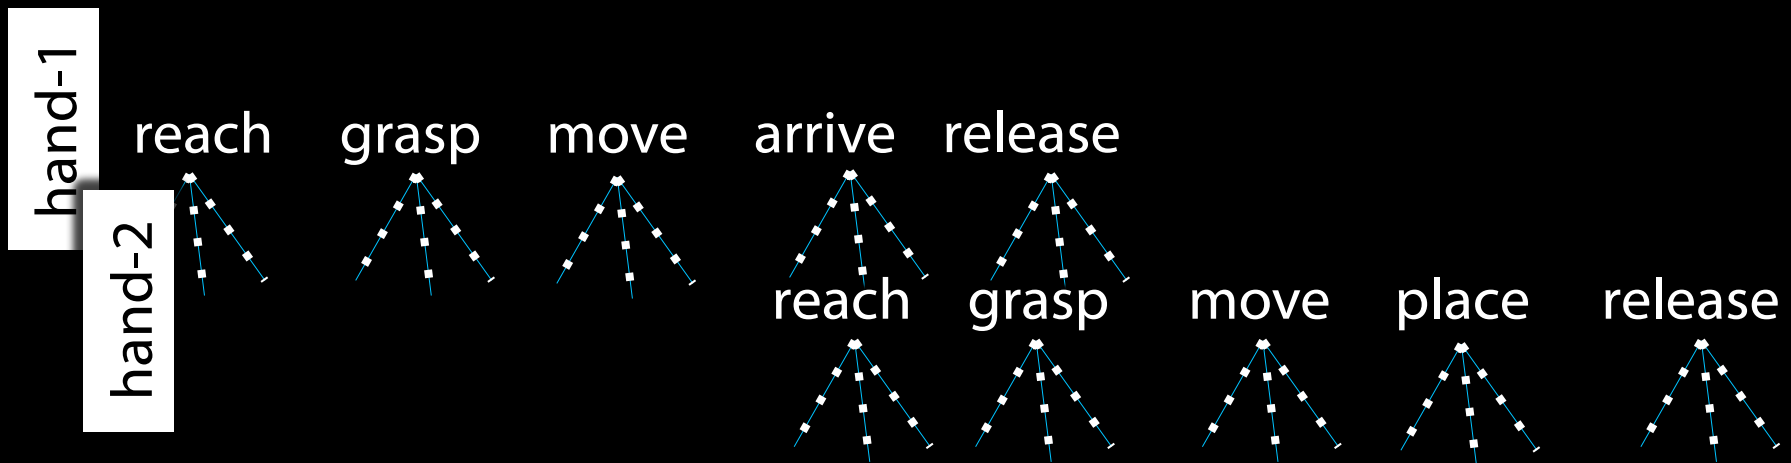 hand-1
reach grasp move arrive release
hand-2
reach grasp move place release